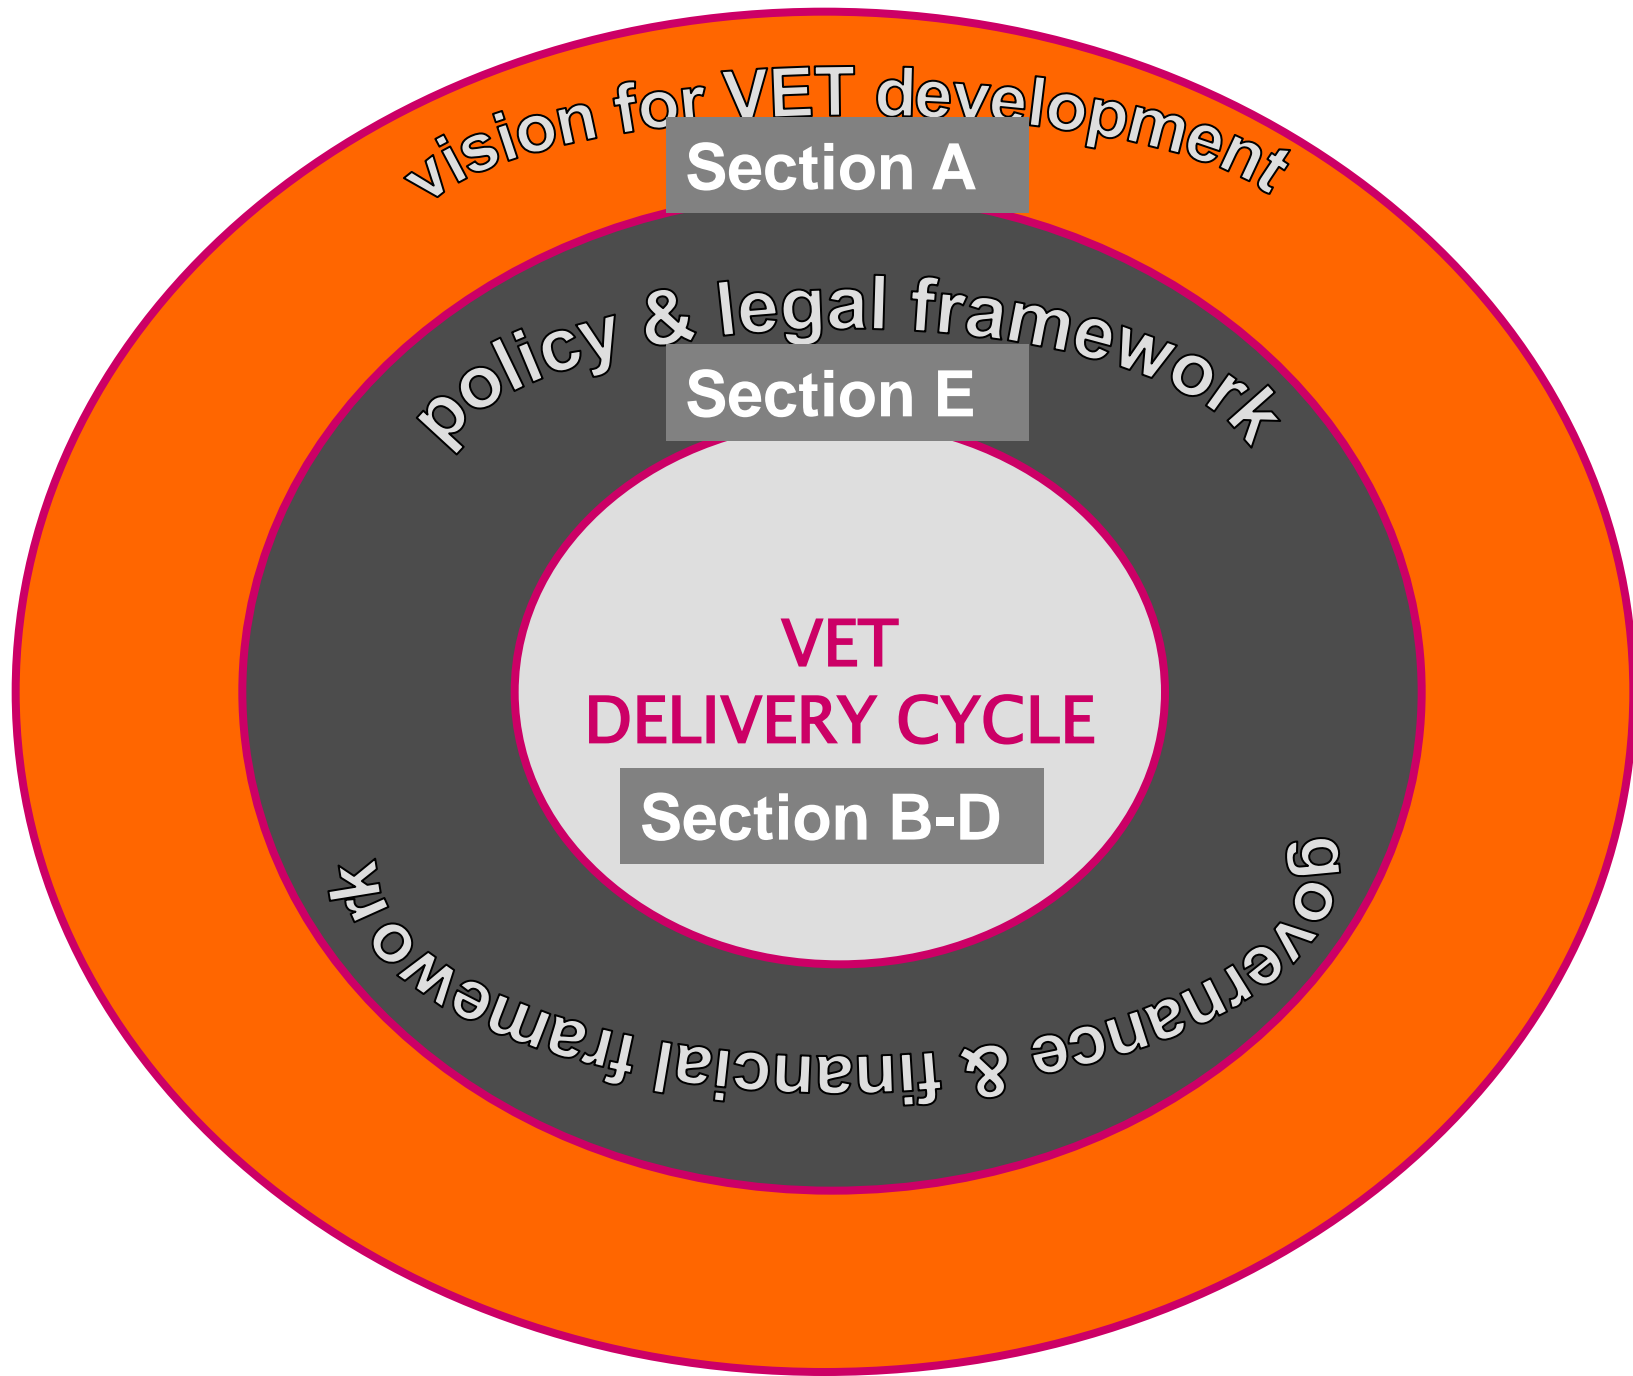 vision for VET development
Section A
policy & legal framework
Section E
VET
DELIVERY CYCLE
Section B-D
governance & financial framework